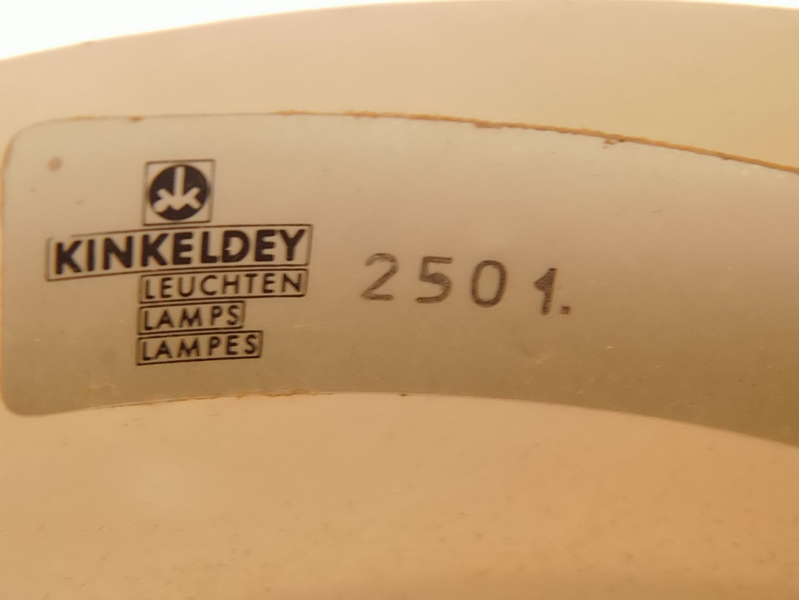 KINKELDEY
LEUCHTEN
LAMPS
LAMPES
2501.